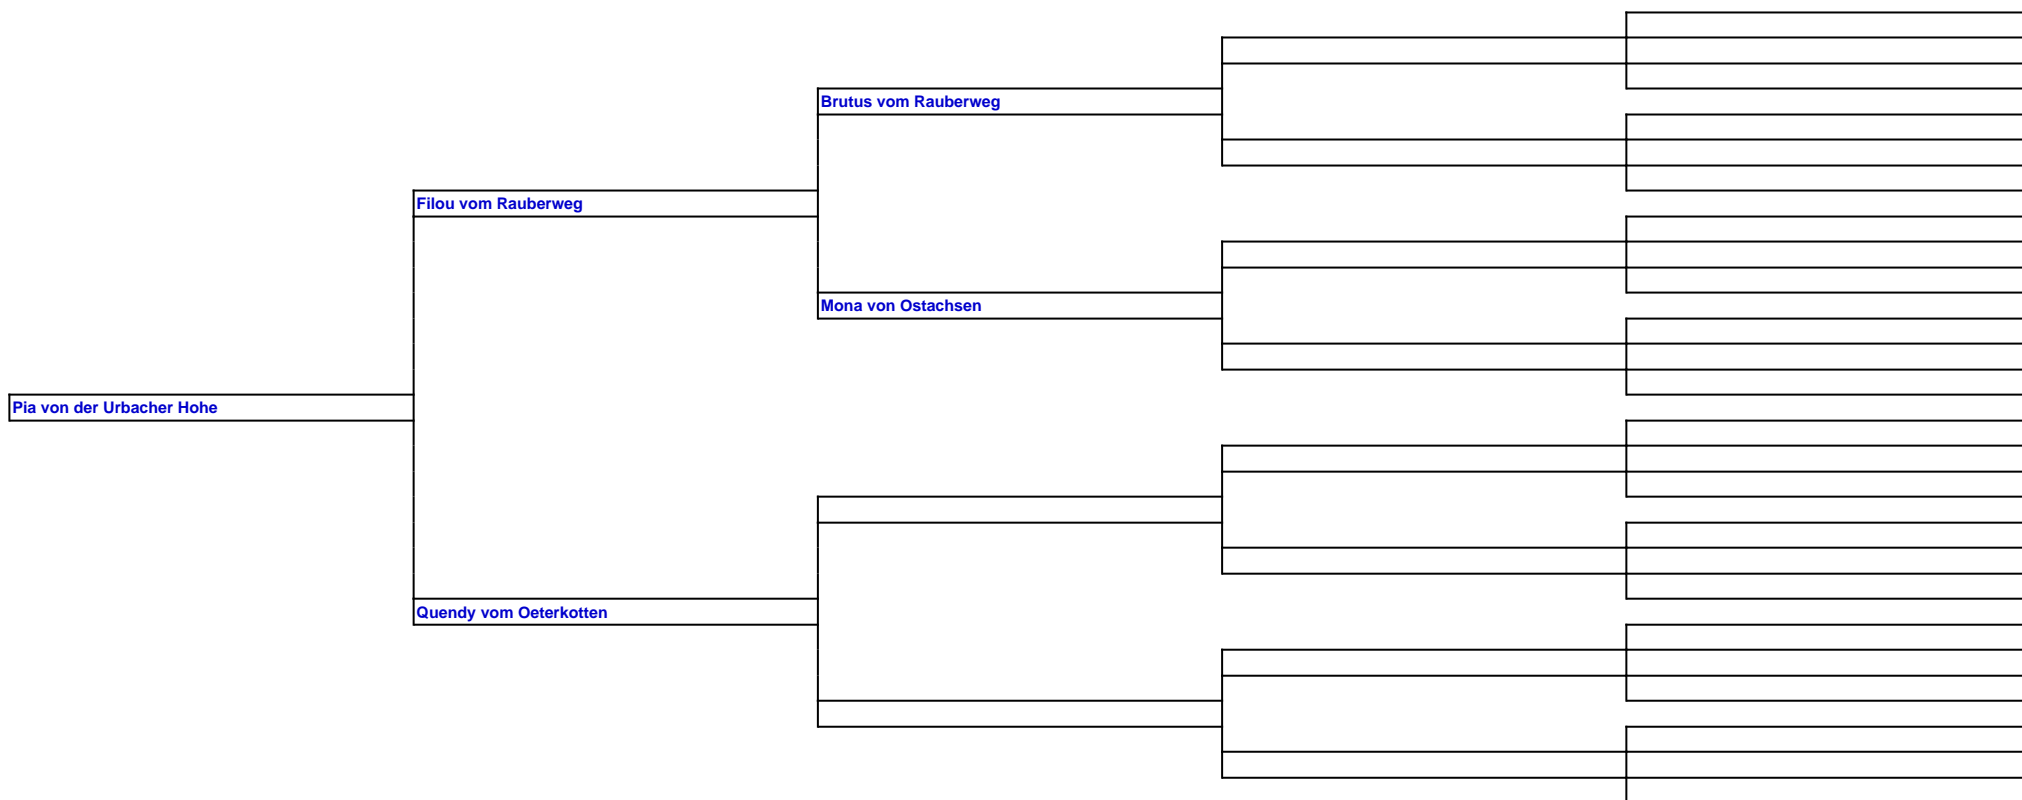 Brutus vom Rauberweg
Filou vom Rauberweg
Mona von Ostachsen
Pia von der Urbacher Hohe
Quendy vom Oeterkotten